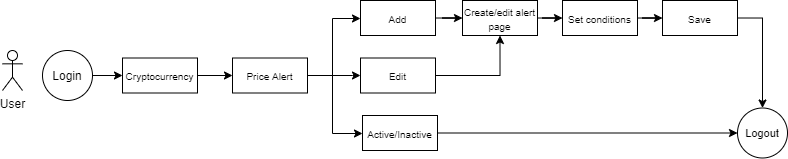 User
Login
Cryptocurrency
Price Alert
Add
Create/edit alert
page
Set conditions
Save
Edit
Active/Inactive
Logout